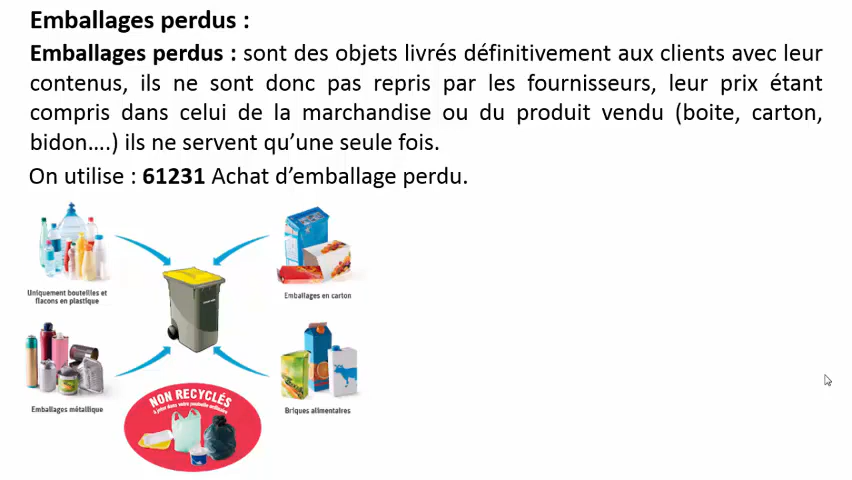 Emballages perdus :
Emballages perdus : sont des objets livrés définitivement aux clients avec leur
contenus, ils ne sont donc pas repris par les fournisseurs, leur prix étant
compris dans celui de la marchandise ou du produit vendu (boite, carton,
bidon....) ils ne servent qu'une seule fois.
On utilise : 61231 Achat d'emballage perdu.
Uniquement bouteilles et
flacons en plastique
Emballages en carton
Emballages métallique
Briques alimentaires
NON RECYCLÉS